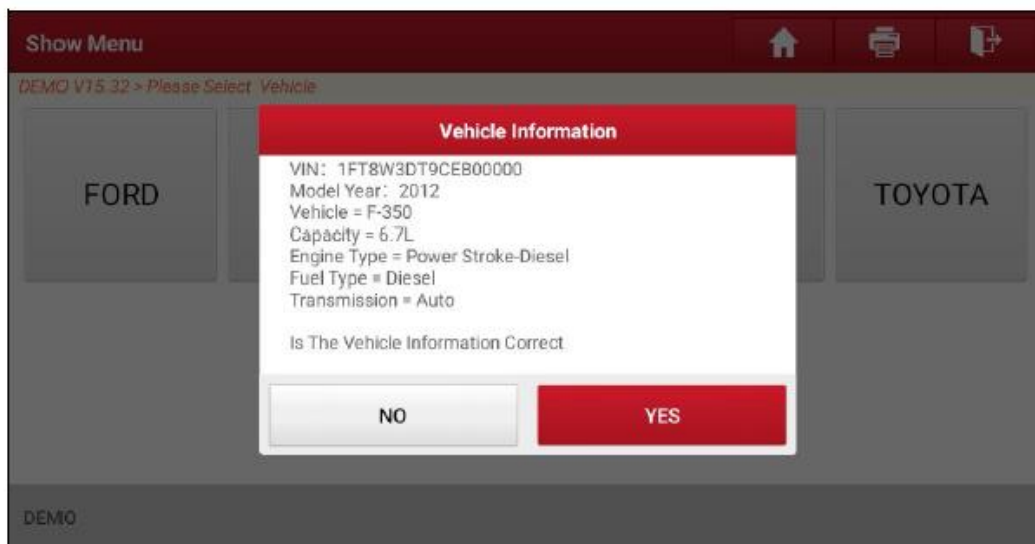 Show Menu
DEMO V15.32 > Please Select Vehicle
Vehicle Information
FORD
TOYOTA
VIN: 1FT8W3DT9CEB00000
Model Year: 2012
Vehicle = F-350
Capacity = 6.7L
Engine Type = Power Stroke-Diesel
Fuel Type = Diesel
Transmission = Auto
Is The Vehicle Information Correct
NO
YES
DEMO